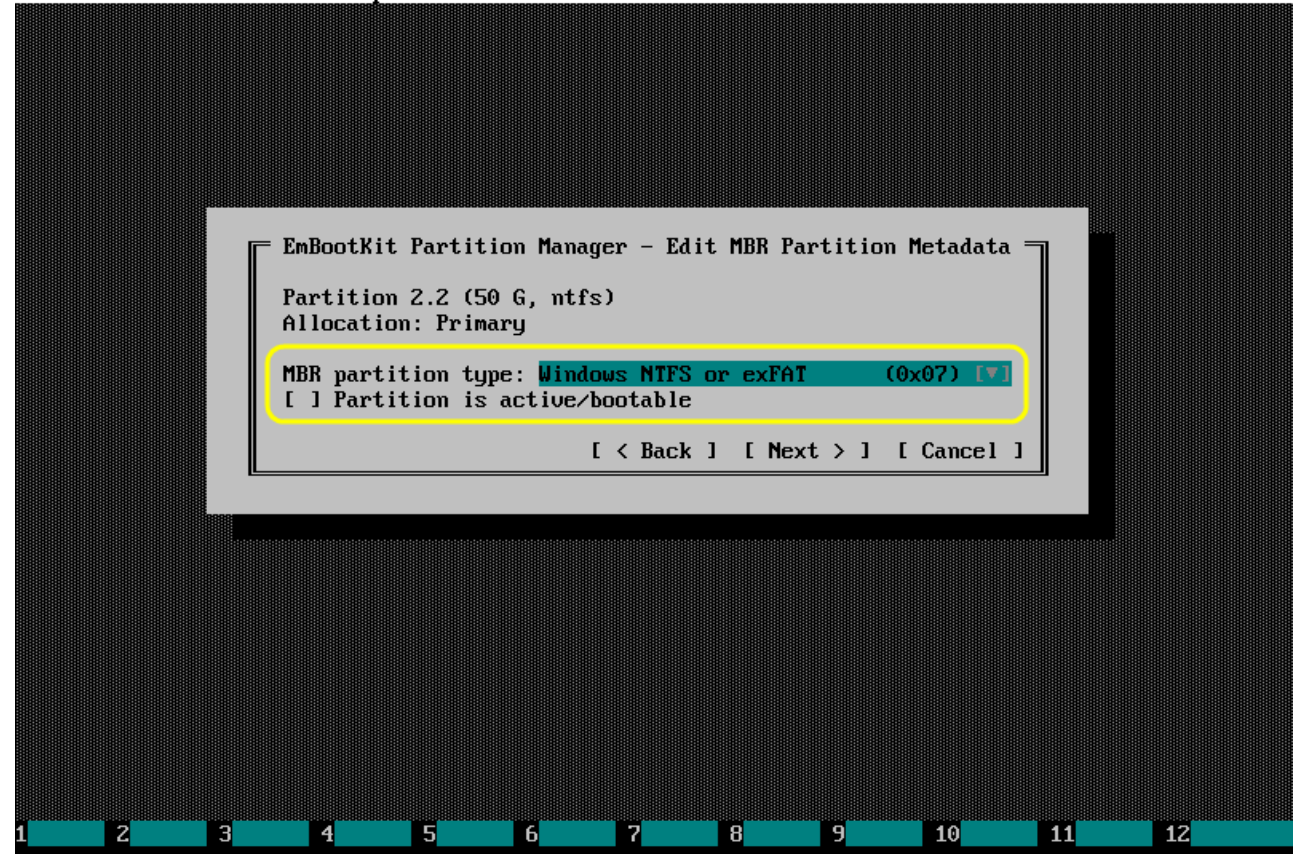 EmBootKit Partition Manager - Edit MBR Partition Metadata
Partition 2.2 (50 G, ntfs)
Allocation: Primary
MBR partition type: Windows NTFS or exFAT (0x07) [▼]
[ ] Partition is active/bootable
[ < Back ] [ Next > ] [ Cancel ]
1 2 3 4 5 6 7 8 9 10 11 12